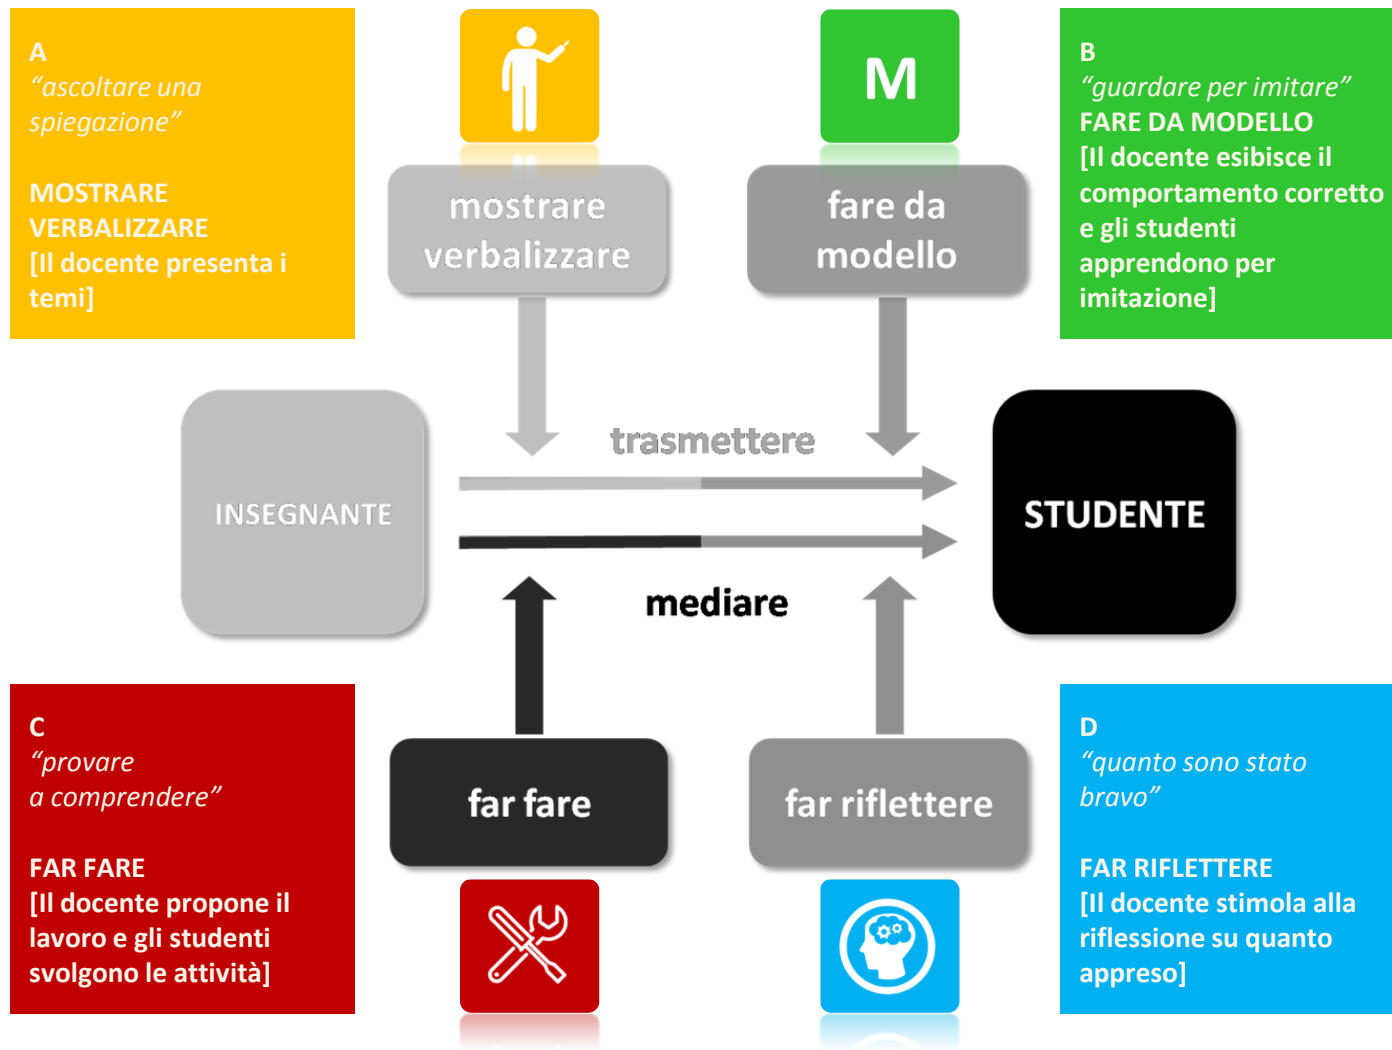 A
“ascoltare una
spiegazione”
MOSTRARE
VERBALIZZARE
[Il docente presenta i
temi]
mostrare
verbalizzare
M
fare da
modello
B
“guardare per imitare”
FARE DA MODELLO
[Il docente esibisce il
comportamento corretto
e gli studenti
apprendono per
imitazione]
INSEGNANTE
trasmettere
mediare
STUDENTE
C
“provare
a comprendere”
FAR FARE
[Il docente propone il
lavoro e gli studenti
svolgono le attività]
far fare
far riflettere
D
“quanto sono stato
bravo”
FAR RIFLETTERE
[Il docente stimola alla
riflessione su quanto
appreso]